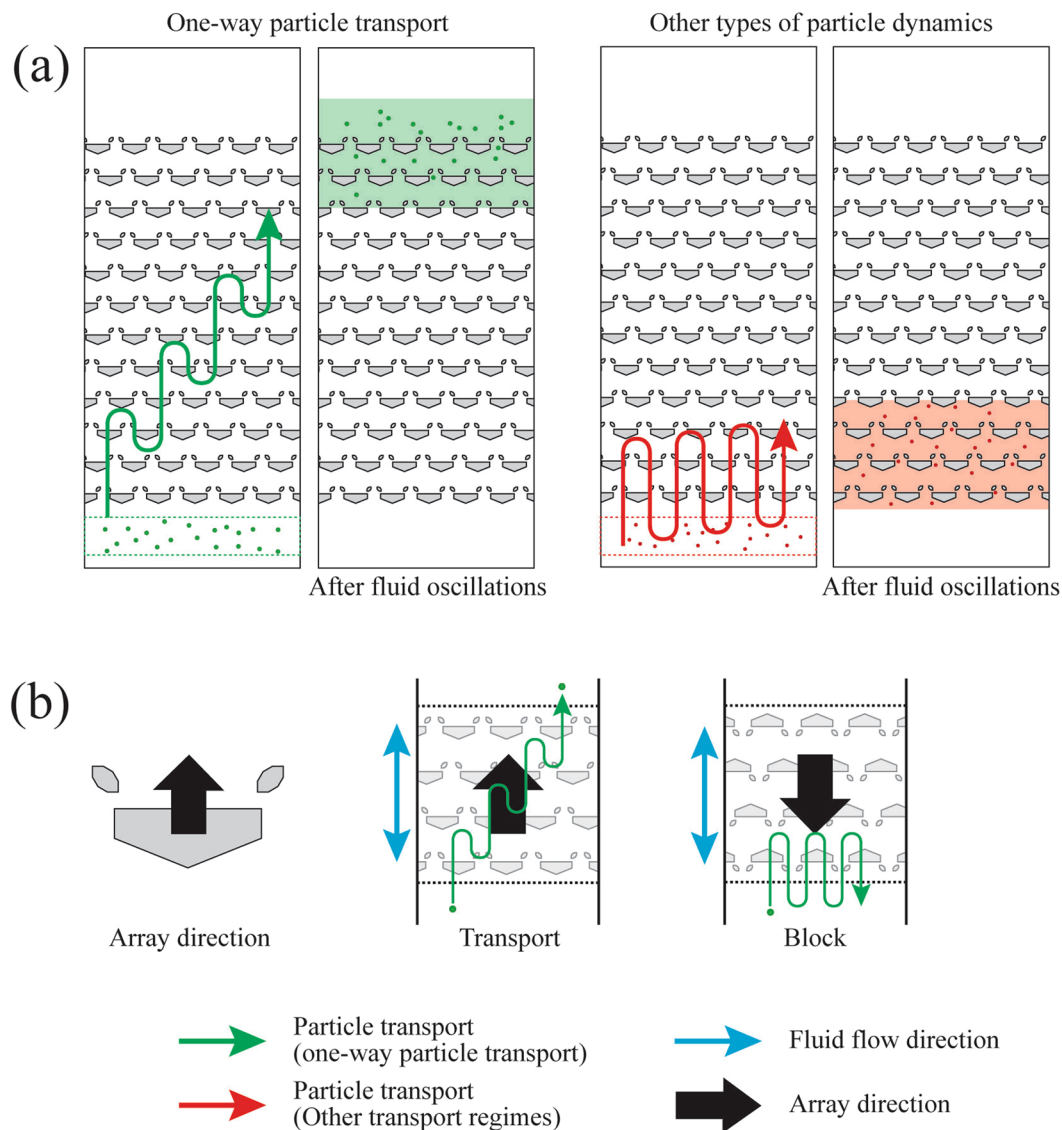 One-way particle transport
Other types of particle dynamics
(a)
After fluid oscillations
After fluid oscillations
(b)
Array direction
Transport
Block
Particle transport
(one-way particle transport)
Fluid flow direction
Particle transport
(Other transport regimes)
Array direction